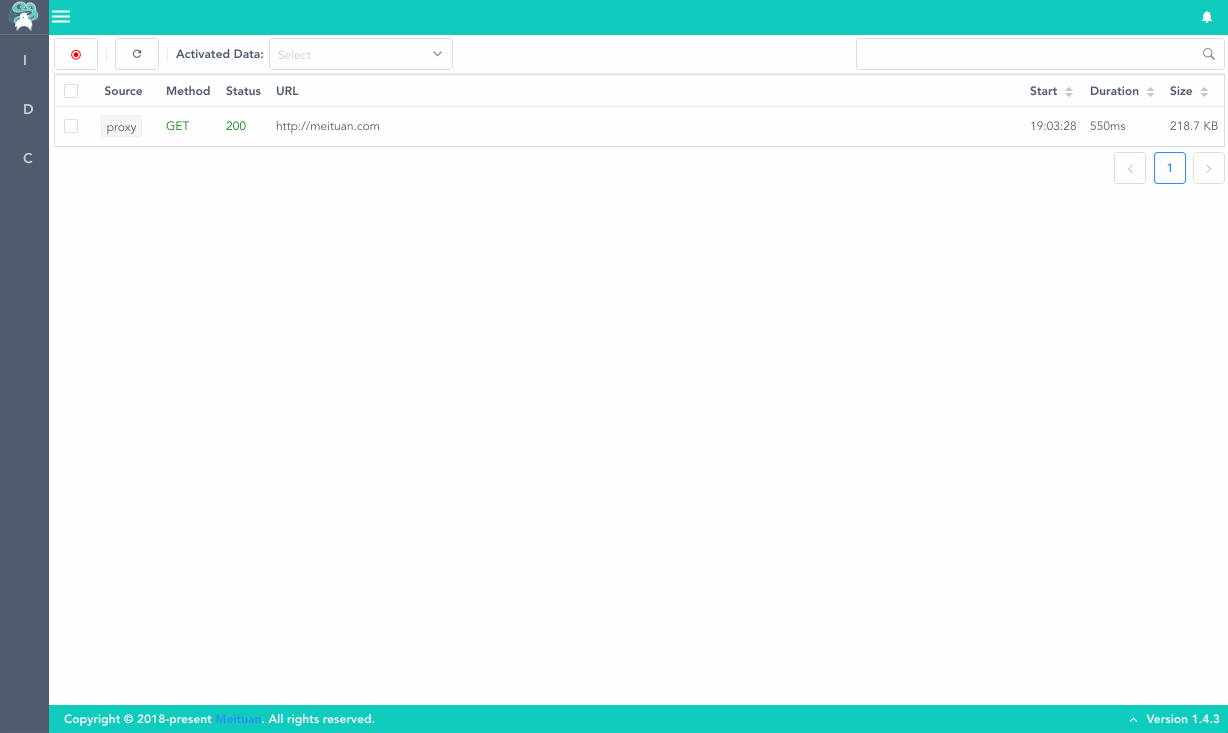 I
D
C
Activated Data: Select
Source Method Status URL Start Duration Size
proxy GET 200 http://meituan.com 19:03:28 550ms 218.7 KB
1
Copyright © 2018-present Meituan. All rights reserved. Version 1.4.3